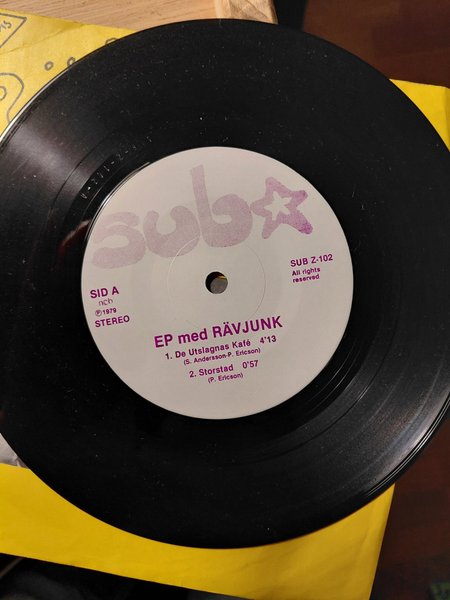 sub
SUB Z-102
All rights
reserved
SID A
ncb
℗1979
STEREO
EP med RÄVJUNK
1. De Utslagnas Kafé 4'13
(S. Andersson-P. Ericson)
2. Storstad 0'57
(P. Ericson)